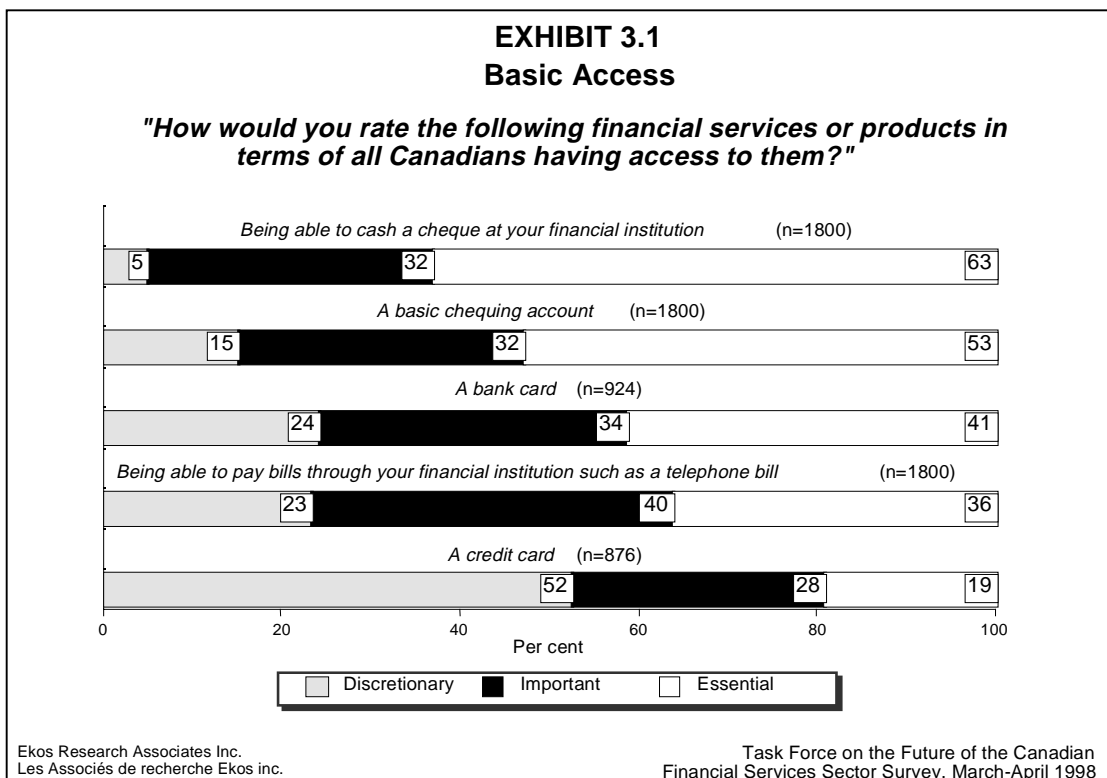 EXHIBIT 3.1
Basic Access
"How would you rate the following financial services or products in
terms of all Canadians having access to them?"
Being able to cash a cheque at your financial institution (n=1800)
5 32 63
A basic chequing account (n=1800)
15 32 53
A bank card (n=924)
24 34 41
Being able to pay bills through your financial institution such as a telephone bill (n=1800)
23 40 36
A credit card (n=876)
52 28 19
0 20 40 60 80 100
Per cent
Discretionary Important Essential
Ekos Research Associates Inc.
Les Associés de recherche Ekos inc.
Task Force on the Future of the Canadian
Financial Services Sector Survey, March-April 1998